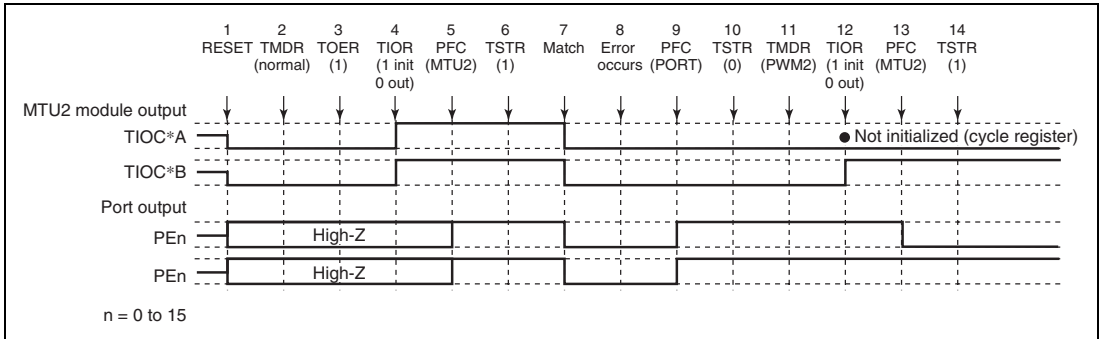 1 2 3 4 5 6 7 8 9 10 11 12 13 14
RESET TMDR TOER TIOR PFC TSTR Match Error PFC TSTR TMDR TIOR PFC TSTR
(normal) (1) (1 init (MTU2) (1) occurs (PORT) (0) (PWM2) (1 init (MTU2) (1)
0 out) 0 out)
MTU2 module output
TIOC*A
● Not initialized (cycle register)
TIOC*B
Port output
PEn High-Z
PEn High-Z
n = 0 to 15